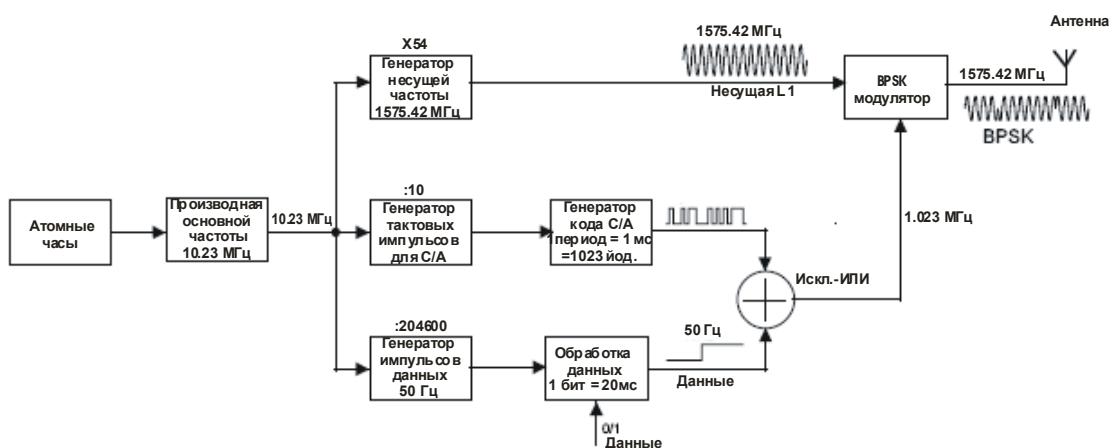 Антенна
1575.42 МГц
X54
Генератор
несущей
частоты
1575.42 МГц
Несущая L1
BPSK
модулятор
1575.42 МГц
BPSK
Атомные
часы
Производная
основной
частоты
10.23 МГц
10.23 МГц
:10
Генератор
тактовых
импульсов
для C/A
Генератор
кода C/A
1период = 1 мс
=1023 йод.
1.023 МГц
Искл.-ИЛИ
:204600
Генератор
импульсов
данных
50 Гц
Обработка
данных
1 бит = 20мс
50 Гц
Данные
0/1
Данные